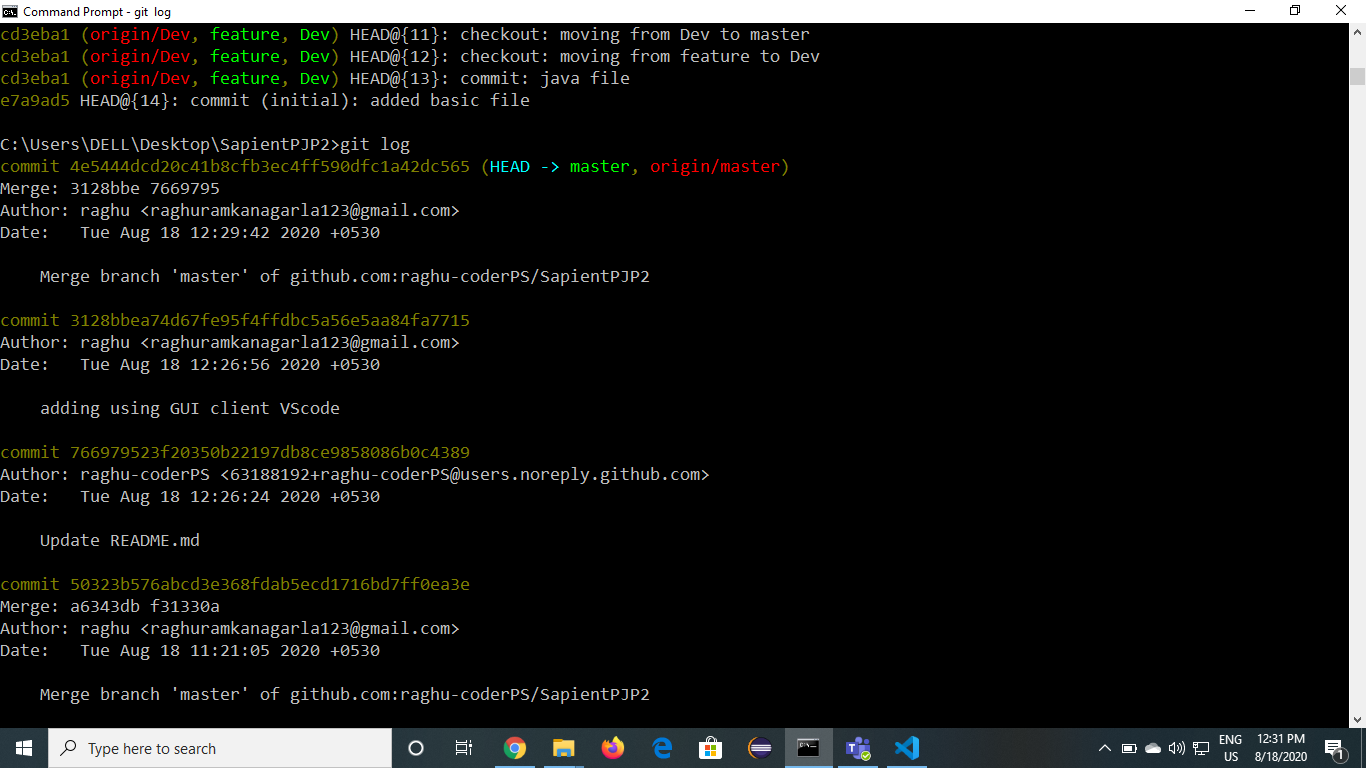 Command Prompt - git  log
cd3eba1 (origin/Dev, feature, Dev) HEAD@{11}: checkout: moving from Dev to master
cd3eba1 (origin/Dev, feature, Dev) HEAD@{12}: checkout: moving from feature to Dev
cd3eba1 (origin/Dev, feature, Dev) HEAD@{13}: commit: java file
e7a9ad5 HEAD@{14}: commit (initial): added basic file
C:\Users\DELL\Desktop\SapientPJP2>git log
commit 4e5444dcd20c41b8cfb3ec4ff590dfc1a42dc565 (HEAD -> master, origin/master)
Merge: 3128bbe 7669795
Author: raghu <raghuramkanagarla123@gmail.com>
Date:   Tue Aug 18 12:29:42 2020 +0530
    Merge branch 'master' of github.com:raghu-coderPS/SapientPJP2
commit 3128bbea74d67fe95f4ffdbc5a56e5aa84fa7715
Author: raghu <raghuramkanagarla123@gmail.com>
Date:   Tue Aug 18 12:26:56 2020 +0530
    adding using GUI client VScode
commit 766979523f20350b22197db8ce9858086b0c4389
Author: raghu-coderPS <63188192+raghu-coderPS@users.noreply.github.com>
Date:   Tue Aug 18 12:26:24 2020 +0530
    Update README.md
commit 50323b576abcd3e368fdab5ecd1716bd7ff0ea3e
Merge: a6343db f31330a
Author: raghu <raghuramkanagarla123@gmail.com>
Date:   Tue Aug 18 11:21:05 2020 +0530
    Merge branch 'master' of github.com:raghu-coderPS/SapientPJP2
Type here to search
ENG
US
12:31 PM
8/18/2020
1